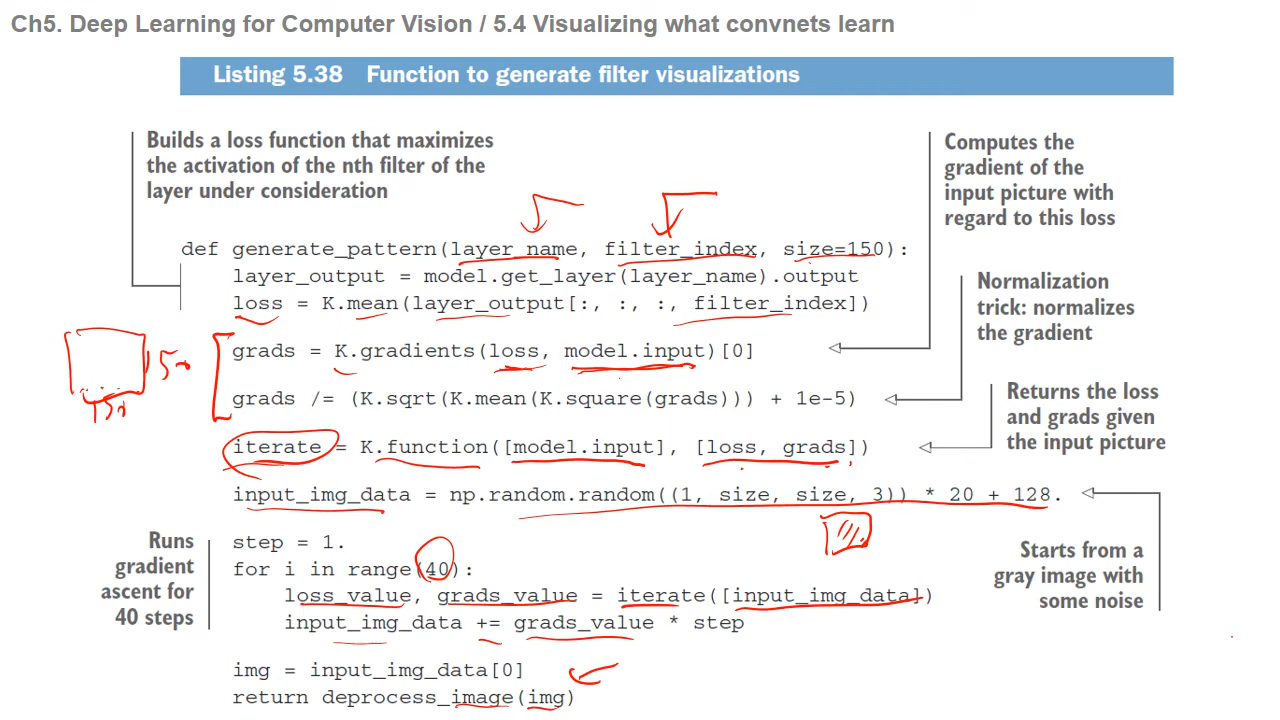 Ch5. Deep Learning for Computer Vision / 5.4 Visualizing what convnets learn
Listing 5.38 Function to generate filter visualizations
Builds a loss function that maximizes
the activation of the nth filter of the
layer under consideration
Computes the
gradient of the
input picture with
regard to this loss
def generate_pattern(layer_name, filter_index, size=150):
layer_output = model.get_layer(layer_name).output
loss = K.mean(layer_output[:, :, :, filter_index])
Normalization
trick: normalizes
the gradient
grads = K.gradients(loss, model.input)[0]
grads /= (K.sqrt(K.mean(K.square(grads))) + 1e-5)
Returns the loss
and grads given
the input picture
iterate = K.function([model.input], [loss, grads])
input_img_data = np.random.random((1, size, size, 3)) * 20 + 128.
Starts from a
gray image with
some noise
Runs
gradient
ascent for
40 steps
step = 1.
for i in range(40):
loss_value, grads_value = iterate([input_img_data])
input_img_data += grads_value * step
img = input_img_data[0]
return deprocess_image(img)